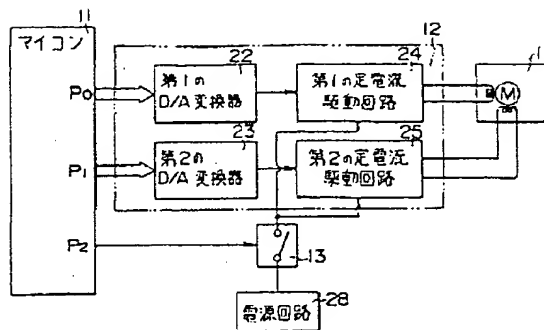 11
マイコン
P0
P1
P2
12
22
第1の
D/A変換器
23
第2の
D/A変換器
24
第1の定電流
駆動回路
25
第2の定電流
駆動回路
1
M
13
28
電源回路